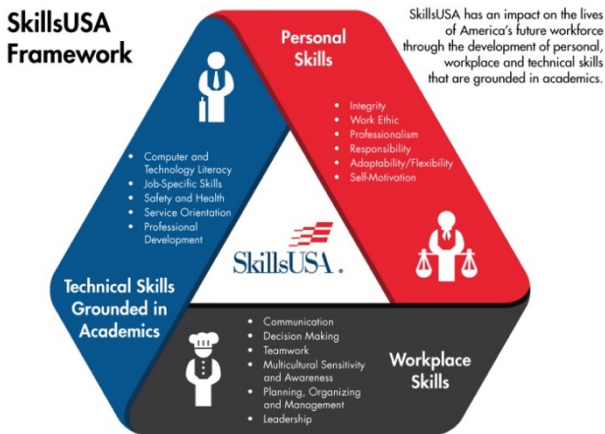 SkillsUSA
Framework
SkillsUSA has an impact on the lives
of America's future workforce
through the development of personal,
workplace and technical skills
that are grounded in academics.
Personal
Skills
• Integrity
• Work Ethic
• Professionalism
• Responsibility
• Adaptability/Flexibility
• Self-Motivation
• Computer and
Technology Literacy
• Job-Specific Skills
• Safety and Health
• Service Orientation
• Professional
Development
Technical Skills
Grounded in
Academics
SkillsUSA.
• Communication
• Decision Making
• Teamwork
• Multicultural Sensitivity
and Awareness
• Planning, Organizing
and Management
• Leadership
Workplace
Skills